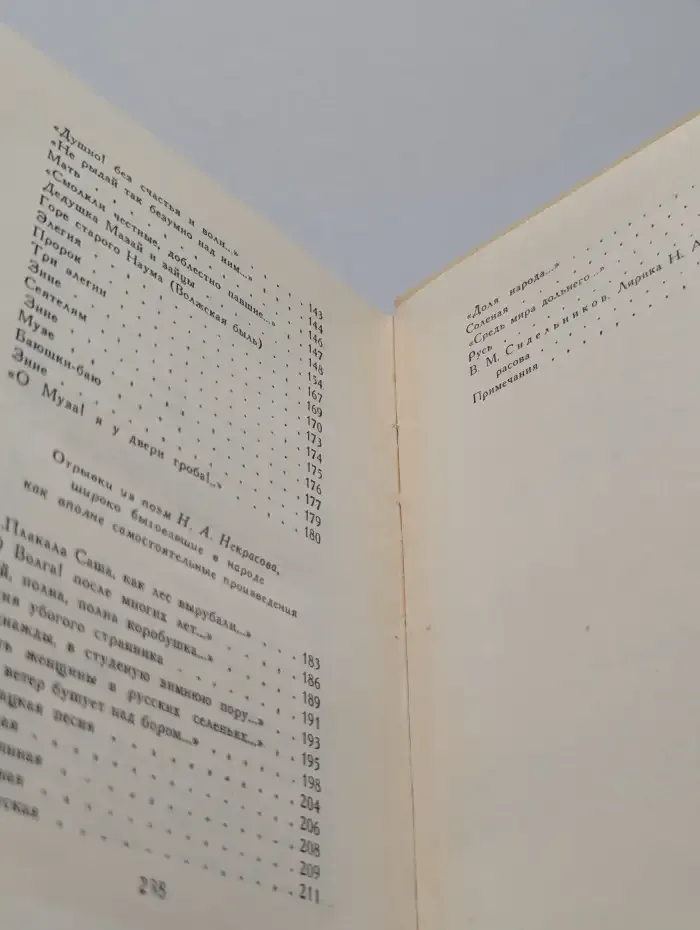 «Душно! без счастья и воли...» 143
«Не рыдай так безумно над ним...» 144
Мать 146
«Смолкли честные, доблестно павшие...» 147
Дедушка Мазай и зайцы 148
Горе старого Наума (Волжская быль) 154
Элегия 167
Пророк 169
Три элегии 170
Зине 173
Сеятелям 174
Зине 175
Музе 176
Баюшки-баю 177
Зине 179
«О Муза! я у двери гроба!..» 180
Отрывки из поэм Н. А. Некрасова,
широко бытовавшие в народе
как вполне самостоятельные произведения
Плакала Саша, как лес вырубали...» 183
Волга! после многих лет...» 186
полна, полна коробушка...» 189
убогого странника 191
в студеную зимнюю пору...» 193
женщины в русских селеньях...» 195
ветер бушует над бором...» 198
песня 204
206
208
209
211
238
«Доля народа...»
Соленая
«Средь мира дольнего...»
Русь
В. М. Сидельников. Лирика Н. А.
расова
Примечания